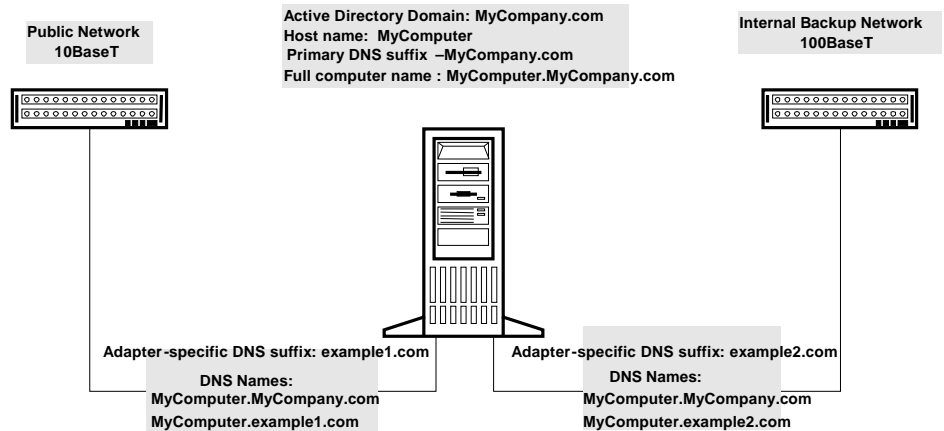 Public Network
10BaseT
Active Directory Domain: MyCompany.com
Host name: MyComputer
Primary DNS suffix –MyCompany.com
Full computer name : MyComputer.MyCompany.com
Internal Backup Network
100BaseT
Adapter-specific DNS suffix: example1.com
DNS Names:
MyComputer.MyCompany.com
MyComputer.example1.com
Adapter-specific DNS suffix: example2.com
DNS Names:
MyComputer.MyCompany.com
MyComputer.example2.com